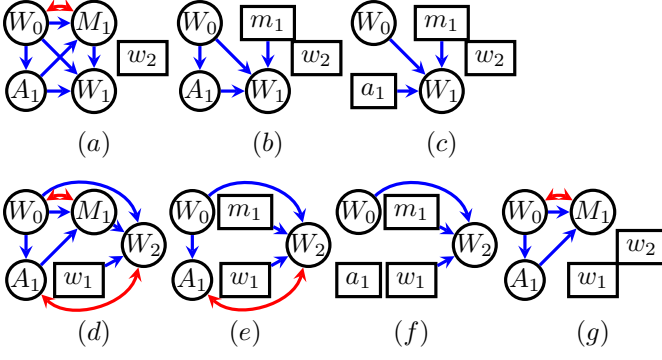 W₀ M₁ w₂ A₁ W₁
(a)
W₀ m₁ w₂ A₁ W₁
(b)
W₀ m₁ w₂ a₁ W₁
(c)
W₀ M₁ W₂ A₁ w₁
(d)
W₀ m₁ W₂ A₁ w₁
(e)
W₀ m₁ W₂ a₁ w₁
(f)
W₀ M₁ w₂ A₁ w₁
(g)